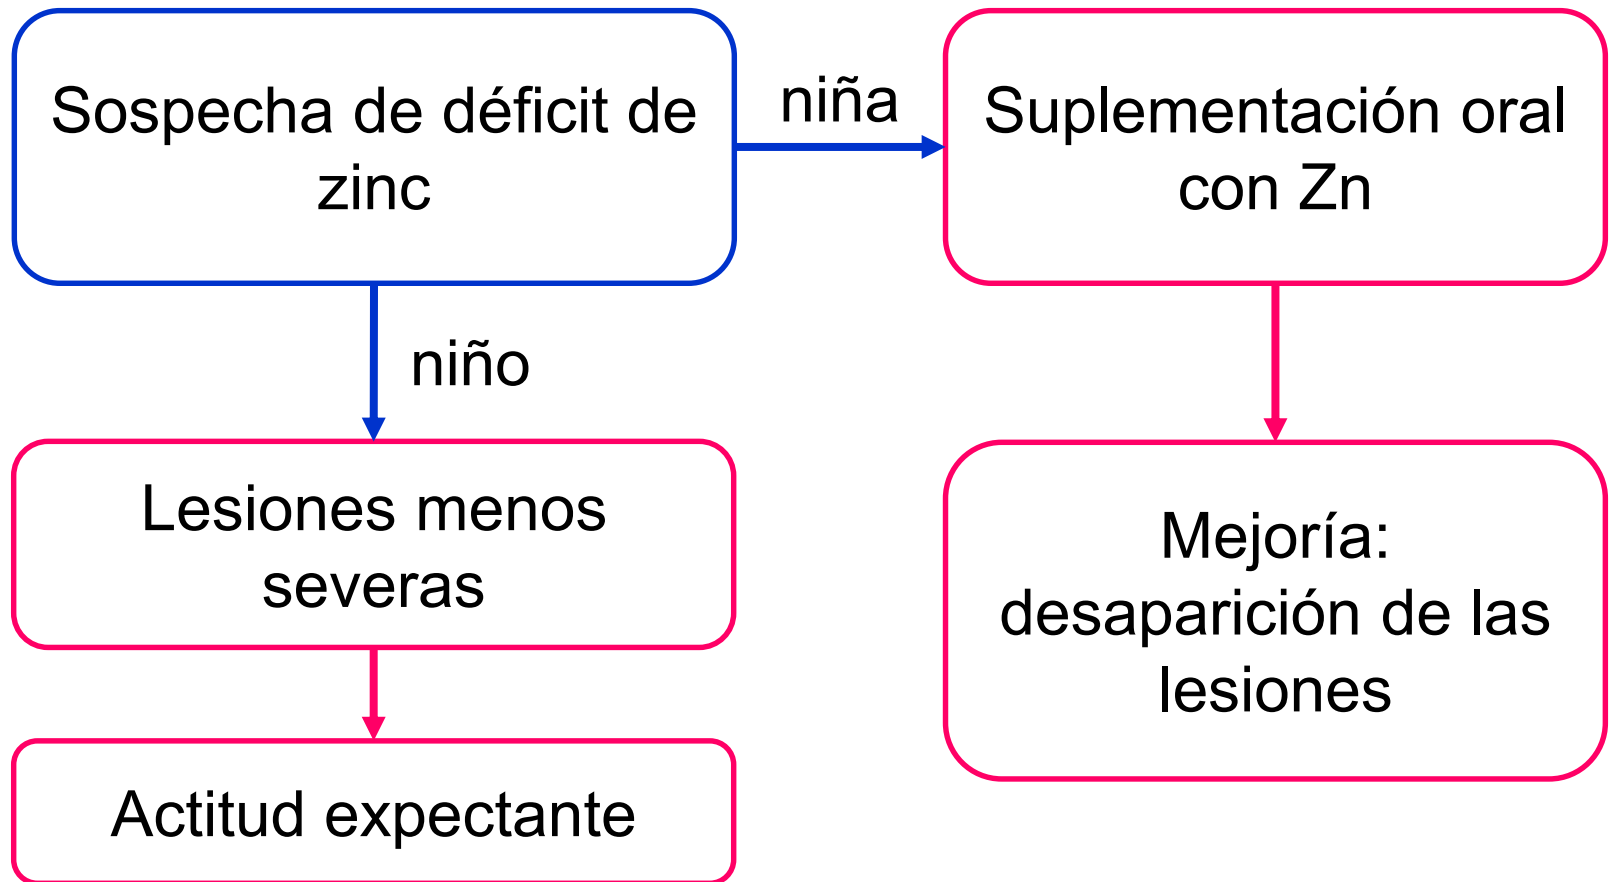 Sospecha de déficit de
zinc
niña
Suplementación oral
con Zn
niño
Lesiones menos
severas
Mejoría:
desaparición de las
lesiones
Actitud expectante